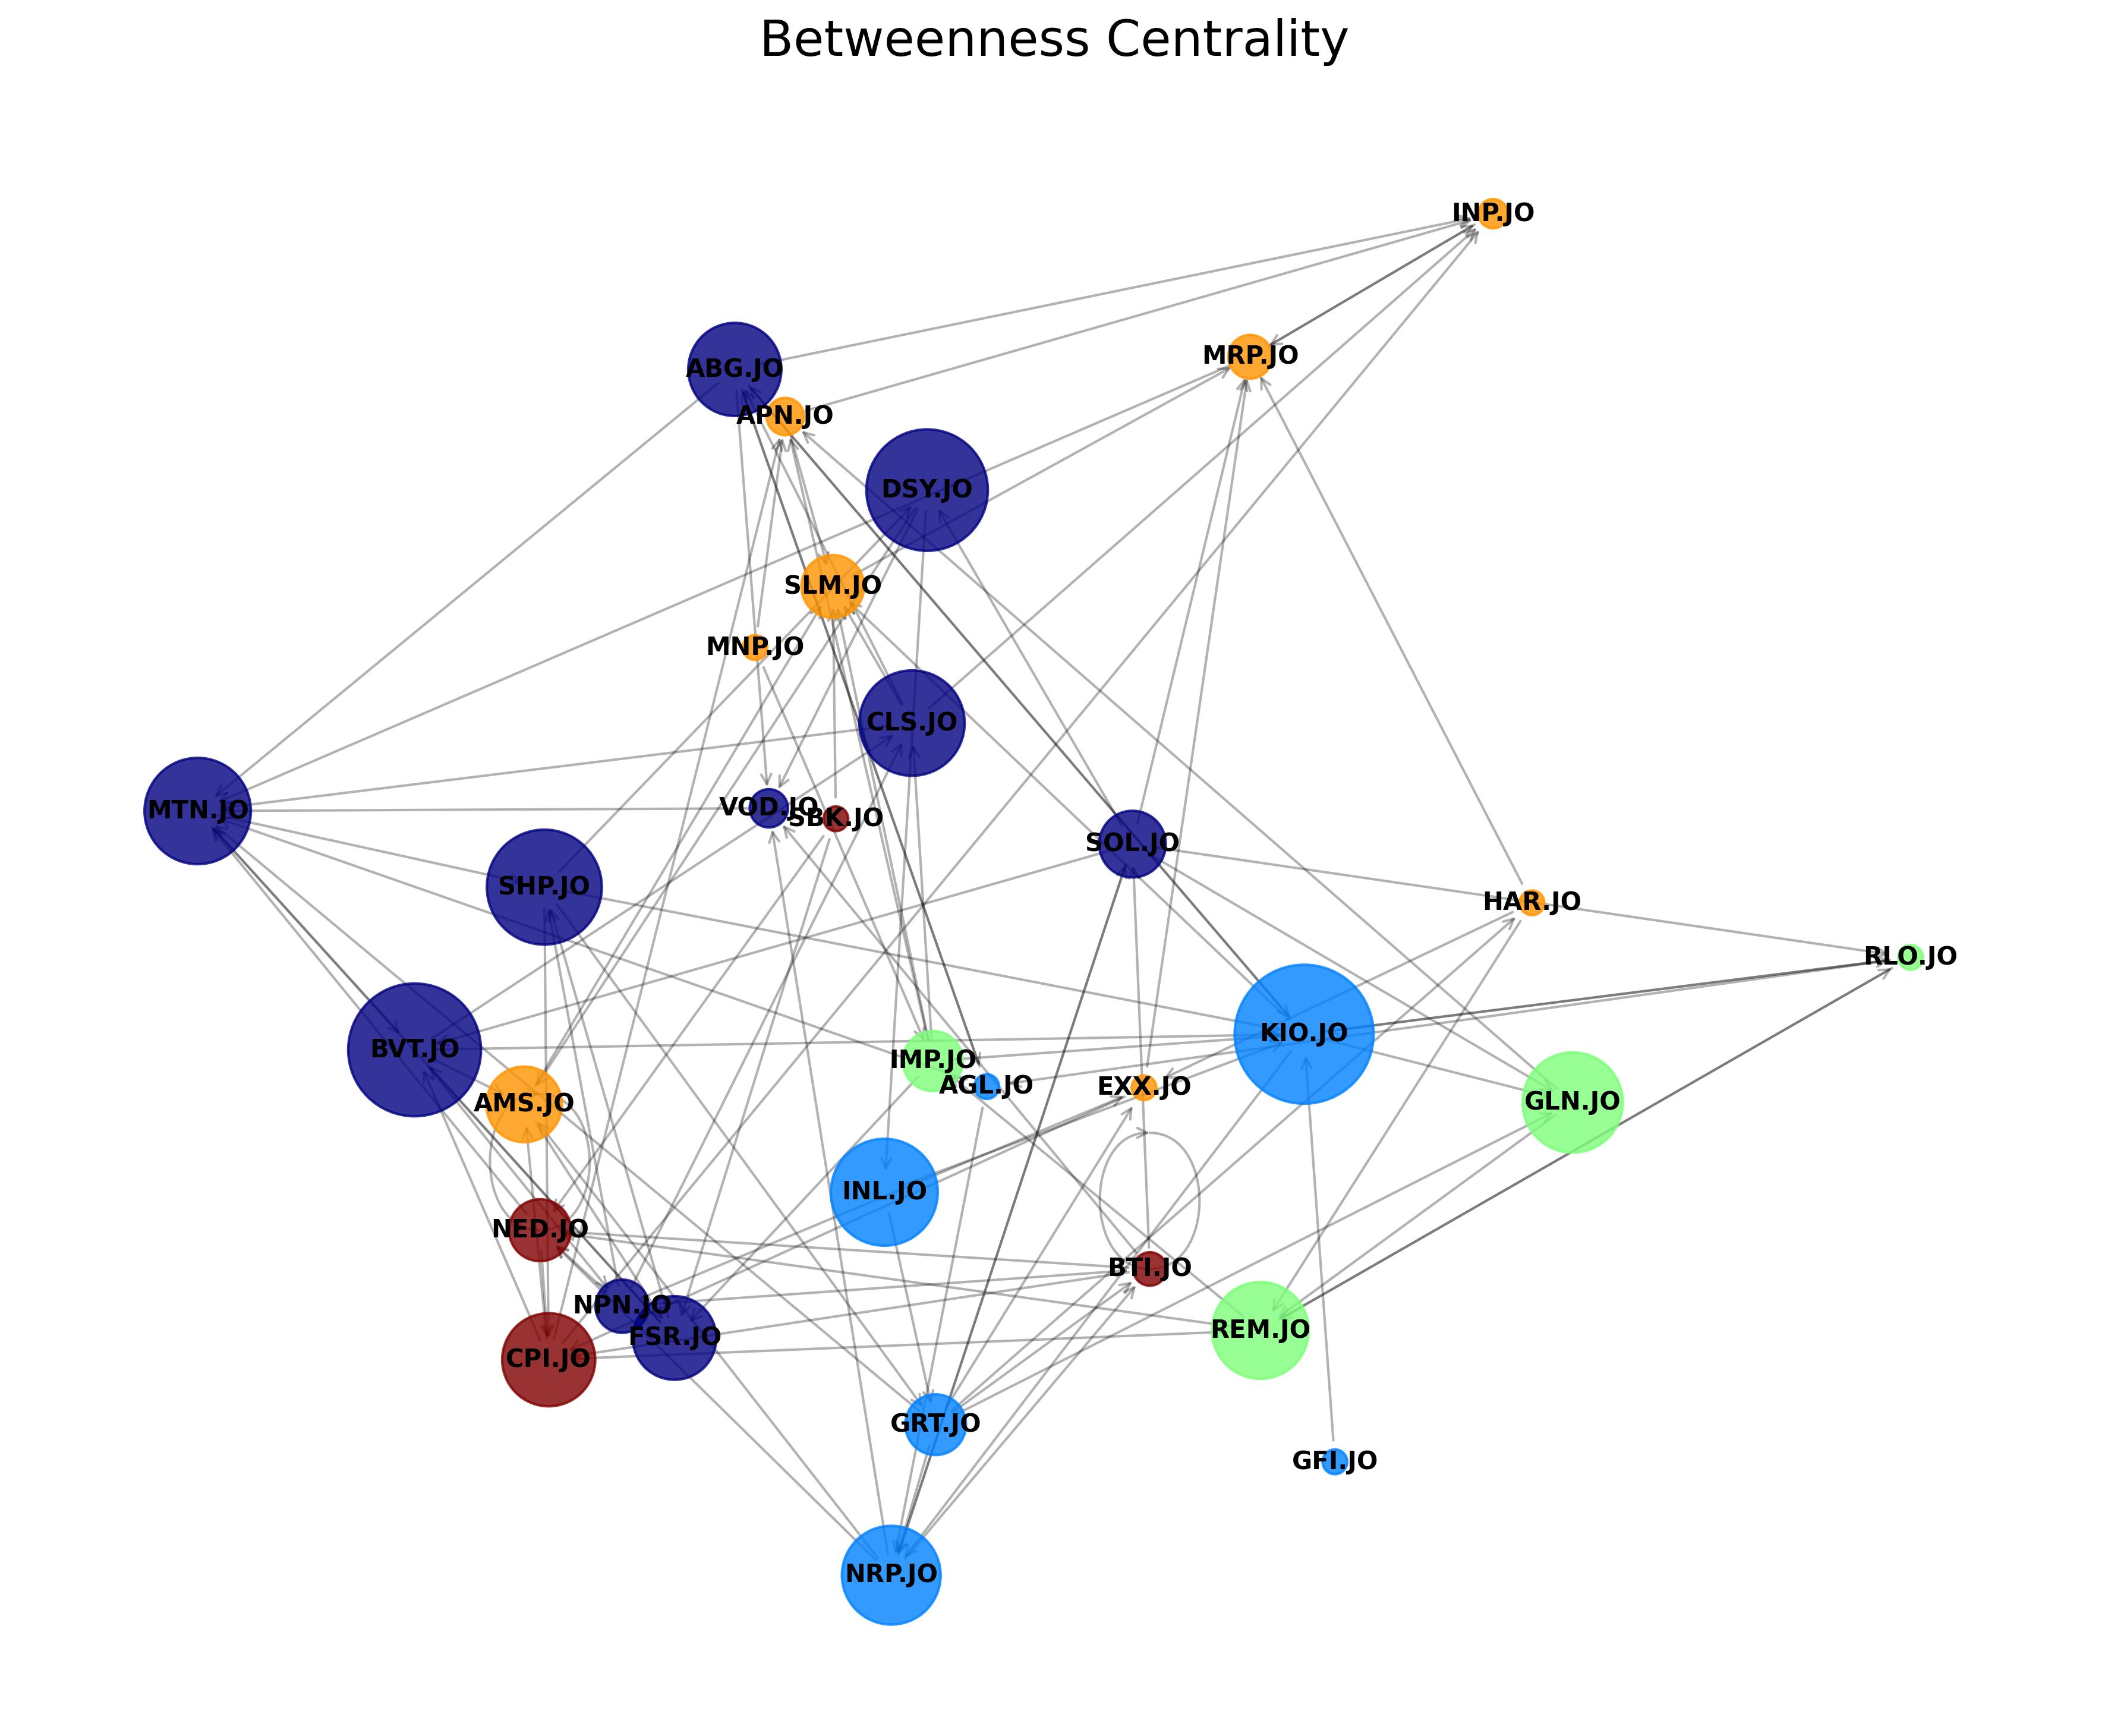 Betweenness Centrality
INP.JO
MRP.JO
ABG.JO
APN.JO
DSY.JO
SLM.JO
MNP.JO
CLS.JO
MTN.JO
VOD.JO
SBK.JO
SOL.JO
SHP.JO
HAR.JO
RLO.JO
KIO.JO
BVT.JO
IMP.JO
AGL.JO
EXX.JO
GLN.JO
AMS.JO
INL.JO
NED.JO
BTI.JO
NPN.JO
REM.JO
FSR.JO
CPI.JO
GRT.JO
GFI.JO
NRP.JO